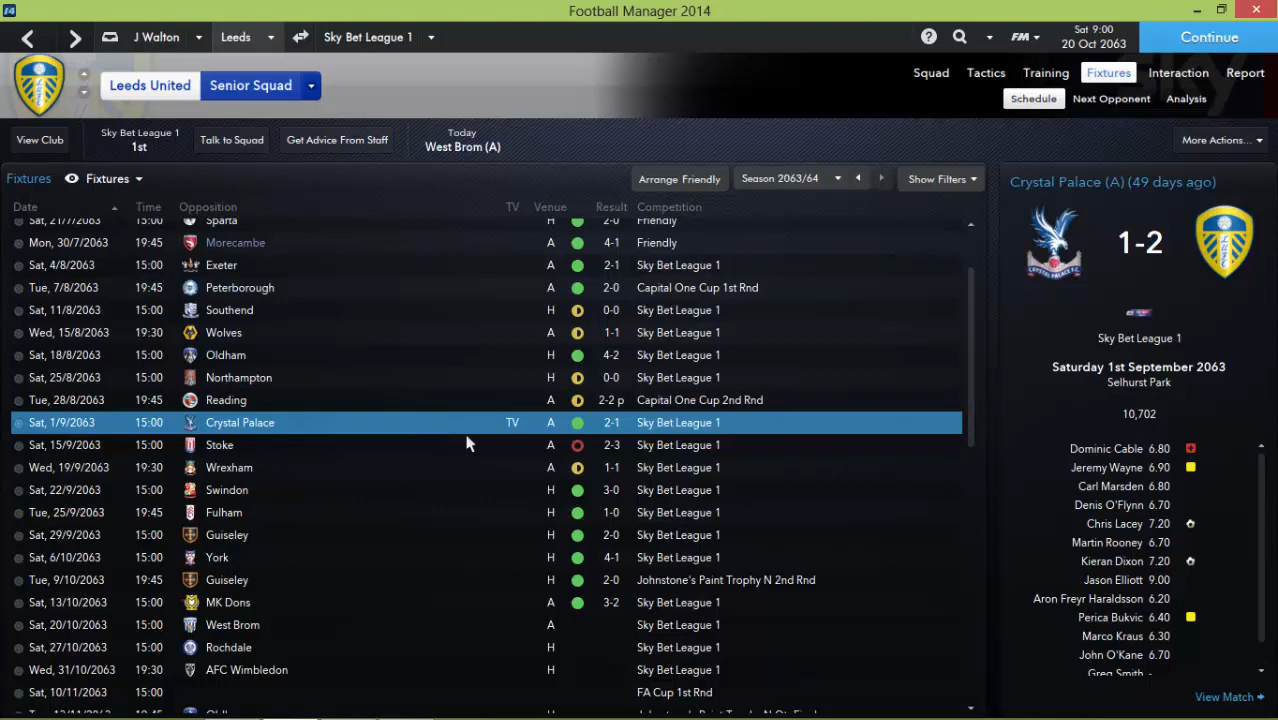 Football Manager 2014
J Walton Leeds Sky Bet League 1 FM Sat 9:00 20 Oct 2063 Continue
Leeds United Senior Squad Squad Tactics Training Fixtures Interaction Report
Schedule Next Opponent Analysis
View Club Sky Bet League 1 1st Talk to Squad Get Advice From Staff Today West Brom (A) More Actions...
Fixtures Fixtures Arrange Friendly Season 2063/64 Show Filters
Date Time Opposition TV Venue Result Competition
Sat, 21/7/2063 15:00 Sparta H 2-0 Friendly
Mon, 30/7/2063 19:45 Morecambe A 4-1 Friendly
Sat, 4/8/2063 15:00 Exeter A 2-1 Sky Bet League 1
Tue, 7/8/2063 19:45 Peterborough A 2-0 Capital One Cup 1st Rnd
Sat, 11/8/2063 15:00 Southend H 0-0 Sky Bet League 1
Wed, 15/8/2063 19:30 Wolves A 1-1 Sky Bet League 1
Sat, 18/8/2063 15:00 Oldham H 4-2 Sky Bet League 1
Sat, 25/8/2063 15:00 Northampton H 0-0 Sky Bet League 1
Tue, 28/8/2063 19:45 Reading A 2-2 p Capital One Cup 2nd Rnd
Sat, 1/9/2063 15:00 Crystal Palace TV A 2-1 Sky Bet League 1
Sat, 15/9/2063 15:00 Stoke A 2-3 Sky Bet League 1
Wed, 19/9/2063 19:30 Wrexham A 1-1 Sky Bet League 1
Sat, 22/9/2063 15:00 Swindon H 3-0 Sky Bet League 1
Tue, 25/9/2063 19:45 Fulham H 1-0 Sky Bet League 1
Sat, 29/9/2063 15:00 Guiseley H 2-0 Sky Bet League 1
Sat, 6/10/2063 15:00 York H 4-1 Sky Bet League 1
Tue, 9/10/2063 19:45 Guiseley H 2-0 Johnstone's Paint Trophy N 2nd Rnd
Sat, 13/10/2063 15:00 MK Dons A 3-2 Sky Bet League 1
Sat, 20/10/2063 15:00 West Brom A Sky Bet League 1
Sat, 27/10/2063 15:00 Rochdale H Sky Bet League 1
Wed, 31/10/2063 19:30 AFC Wimbledon H Sky Bet League 1
Sat, 10/11/2063 15:00 FA Cup 1st Rnd
Crystal Palace (A) (49 days ago)
CRYSTAL PALACE F.C.
1-2
Sky Bet League 1
Saturday 1st September 2063
Selhurst Park
10,702
Dominic Cable 6.80
Jeremy Wayne 6.90
Carl Marsden 6.80
Denis O'Flynn 6.70
Chris Lacey 7.20
Martin Rooney 6.70
Kieran Dixon 7.20
Jason Elliott 9.00
Aron Freyr Haraldsson 6.20
Perica Bukvic 6.40
Marco Kraus 6.30
John O'Kane 6.70
Greg Smith -
View Match